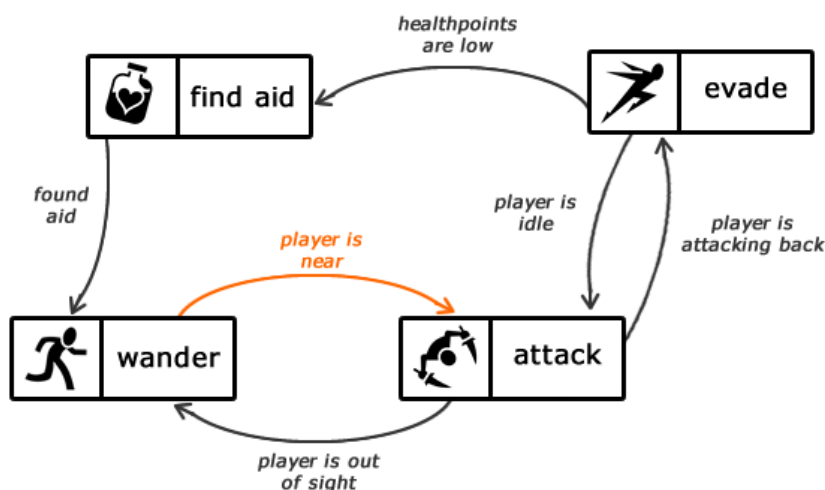 healthpoints
are low
find aid
evade
found
aid
player is
idle
player is
attacking back
player is
near
wander
attack
player is out
of sight